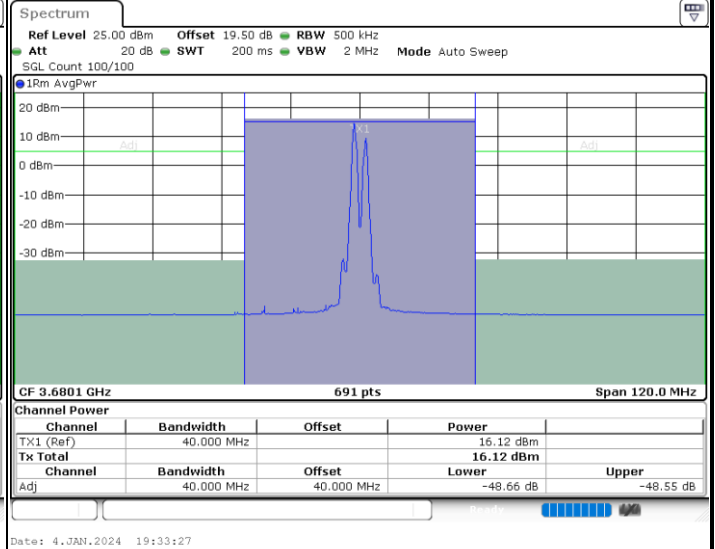 Spectrum
Ref Level 25.00 dBm Offset 19.50 dB RBW 500 kHz
Att 20 dB SWT 200 ms VBW 2 MHz Mode Auto Sweep
SGL Count 100/100
1Rm AvgPwr
20 dBm
TX1
10 dBm
Adj Adj
0 dBm
-10 dBm
-20 dBm
-30 dBm
CF 3.6801 GHz 691 pts Span 120.0 MHz
Channel Power
Channel Bandwidth Offset Power
TX1 (Ref) 40.000 MHz 16.12 dBm
Tx Total 16.12 dBm
Channel Bandwidth Offset Lower Upper
Adj 40.000 MHz 40.000 MHz -48.66 dB -48.55 dB
Ready
Date: 4.JAN.2024 19:33:27